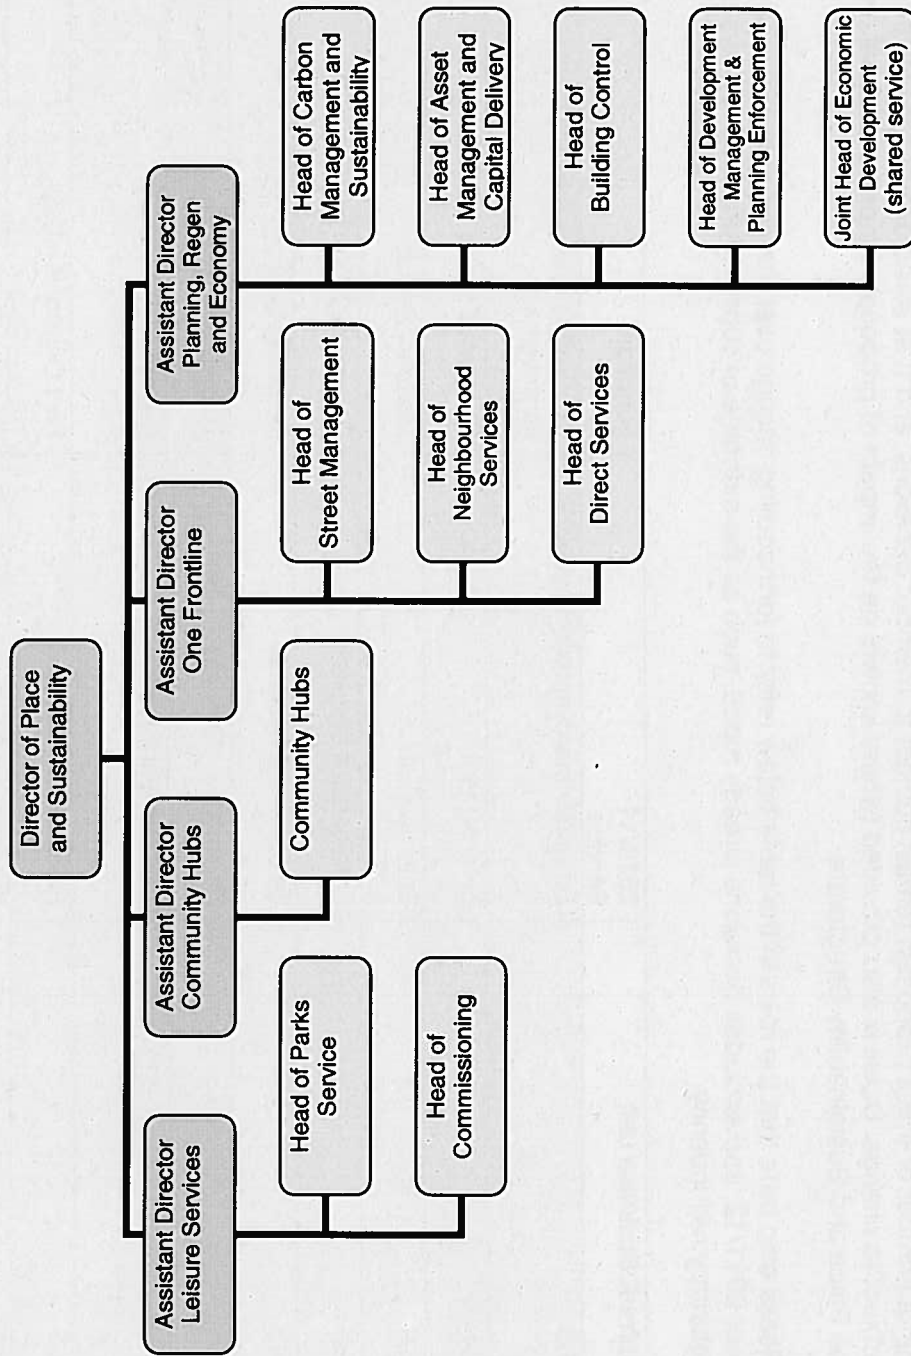 Director of Place
and Sustainability
Assistant Director
Leisure Services
Assistant Director
Community Hubs
Assistant Director
One Frontline
Assistant Director
Planning, Regen
and Economy
Head of Parks
Service
Head of
Commissioning
Community Hubs
Head of
Street Management
Head of
Neighbourhood
Services
Head of
Direct Services
Head of Carbon
Management and
Sustainability
Head of Asset
Management and
Capital Delivery
Head of
Building Control
Head of Development
Management &
Planning Enforcement
Joint Head of Economic
Development
(shared service)